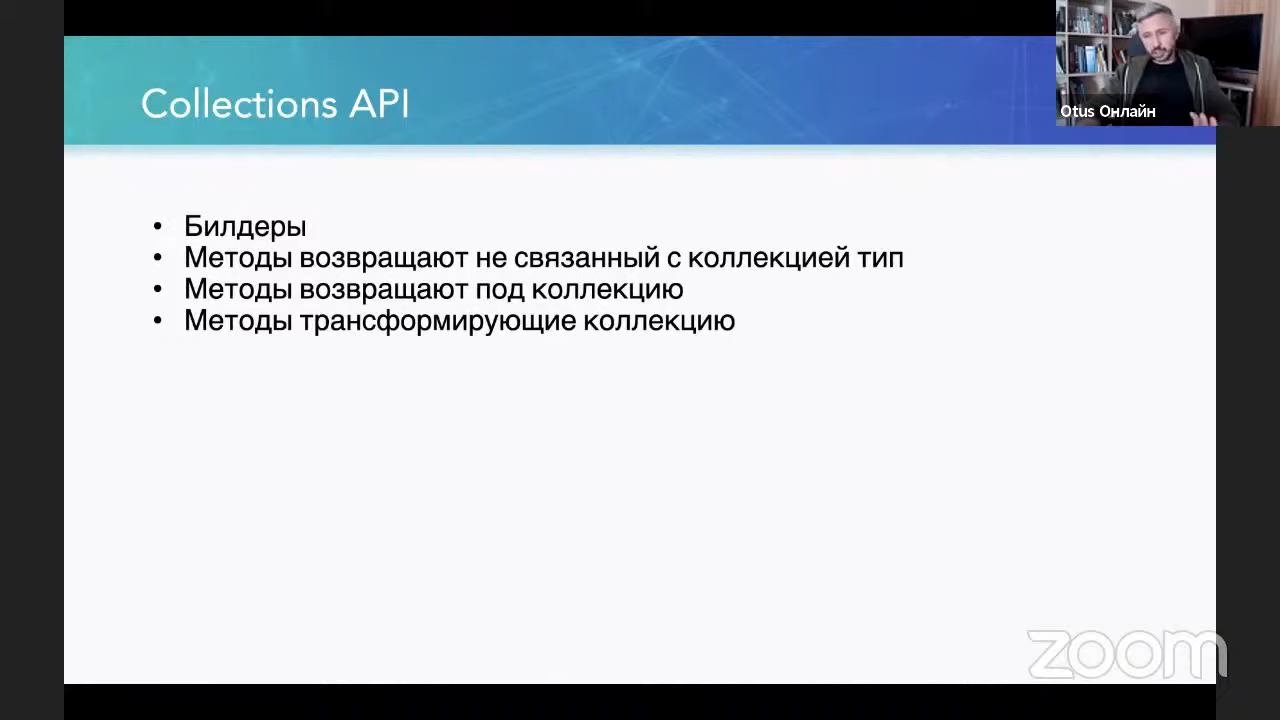 Collections API
Otus Онлайн
• Билдеры
• Методы возвращают не связанный с коллекцией тип
• Методы возвращают под коллекцию
• Методы трансформирующие коллекцию
zoom